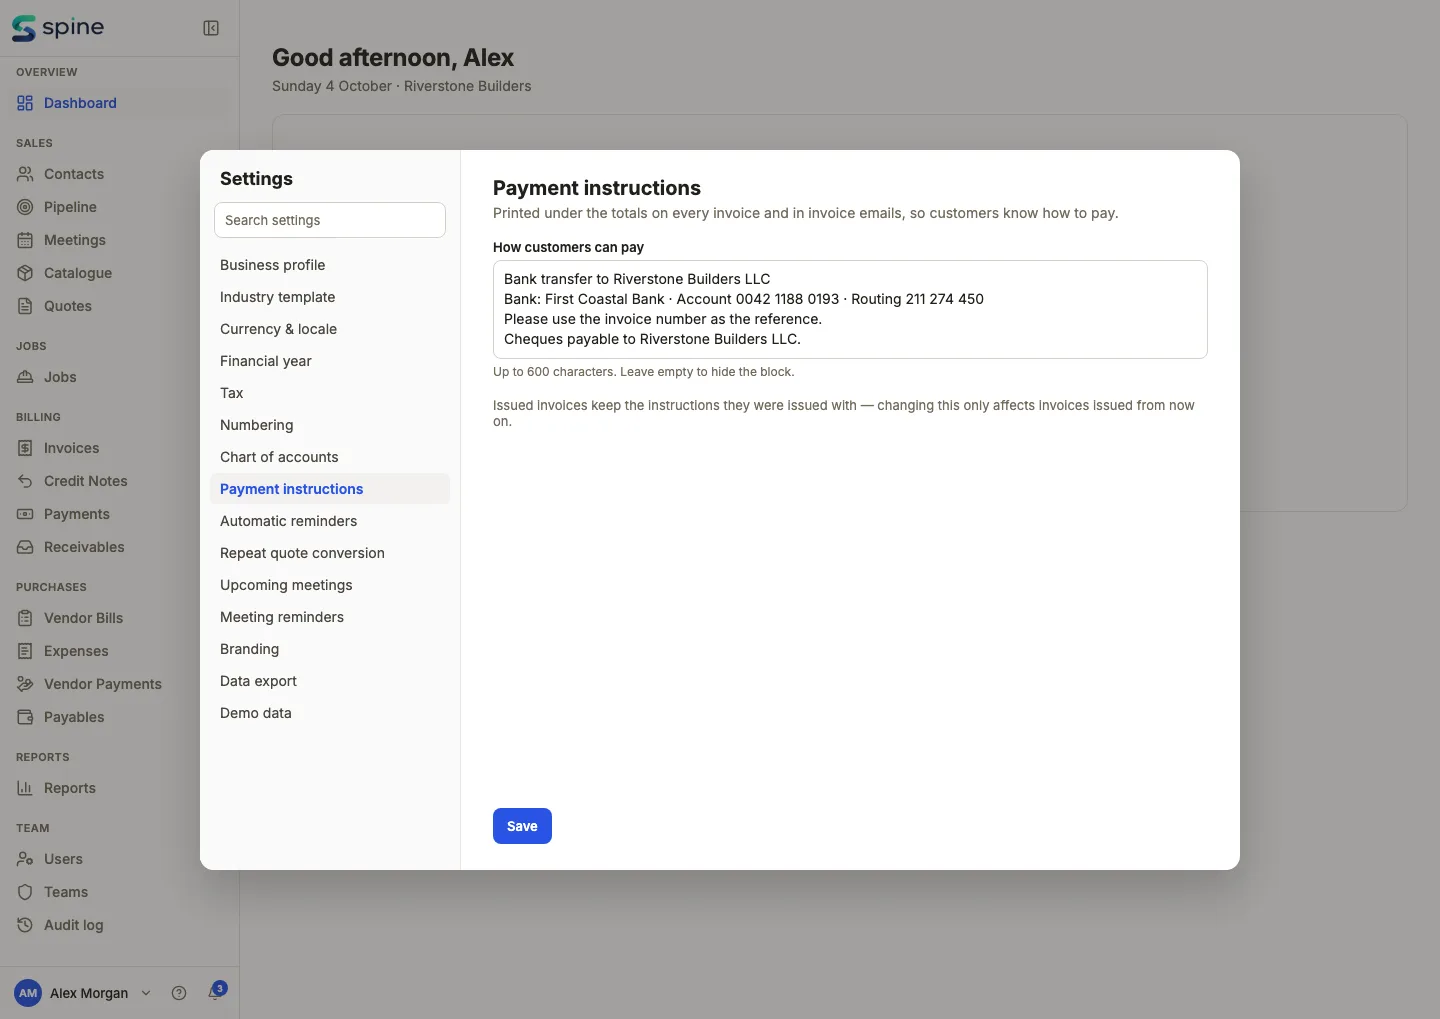 spine
OVERVIEW
Dashboard
SALES
Contacts
Pipeline
Meetings
Catalogue
Quotes
JOBS
Jobs
BILLING
Invoices
Credit Notes
Payments
Receivables
PURCHASES
Vendor Bills
Expenses
Vendor Payments
Payables
REPORTS
Reports
TEAM
Users
Teams
Audit log
AM Alex Morgan
3
Good afternoon, Alex
Sunday 4 October · Riverstone Builders
Settings
Search settings
Business profile
Industry template
Currency & locale
Financial year
Tax
Numbering
Chart of accounts
Payment instructions
Automatic reminders
Repeat quote conversion
Upcoming meetings
Meeting reminders
Branding
Data export
Demo data
Payment instructions
Printed under the totals on every invoice and in invoice emails, so customers know how to pay.
How customers can pay
Bank transfer to Riverstone Builders LLC
Bank: First Coastal Bank · Account 0042 1188 0193 · Routing 211 274 450
Please use the invoice number as the reference.
Cheques payable to Riverstone Builders LLC.
Up to 600 characters. Leave empty to hide the block.
Issued invoices keep the instructions they were issued with — changing this only affects invoices issued from now
on.
Save